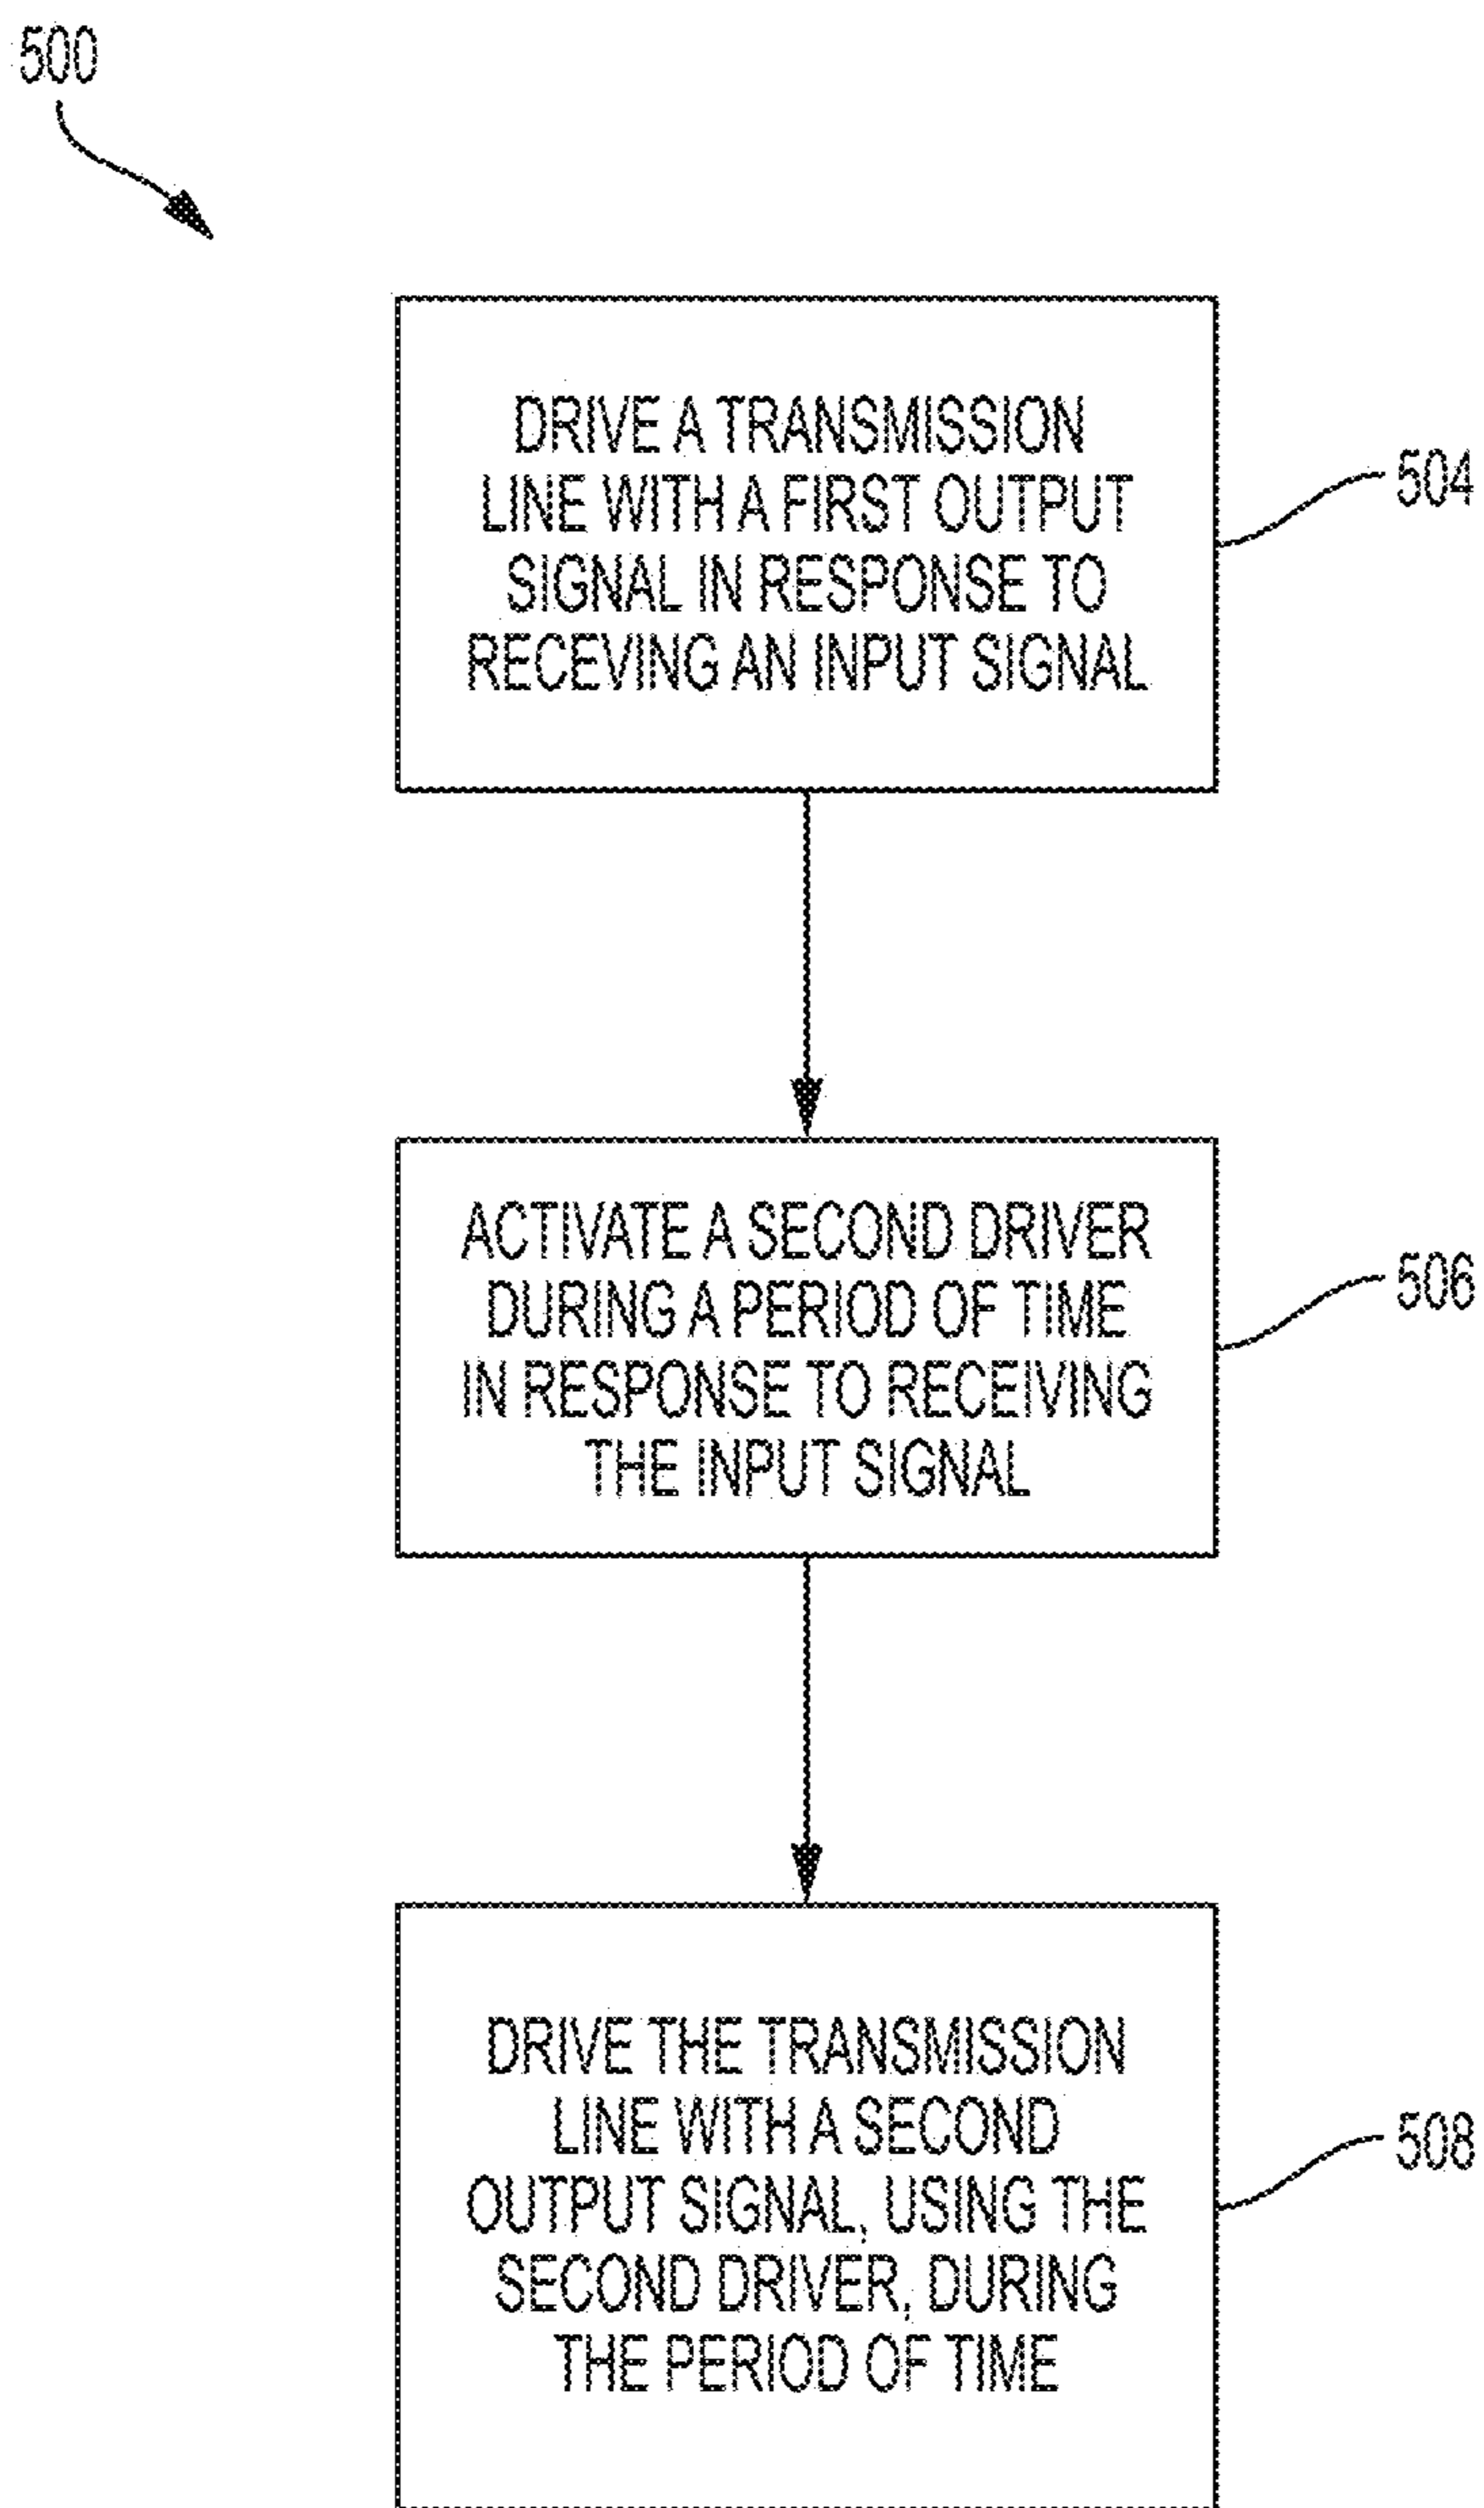 500
DRIVE A TRANSMISSION
LINE WITH A FIRST OUTPUT
SIGNAL IN RESPONSE TO
RECEVING AN INPUT SIGNAL
504
ACTIVATE A SECOND DRIVER
DURING A PERIOD OF TIME
IN RESPONSE TO RECEIVING
THE INPUT SIGNAL
506
DRIVE THE TRANSMISSION
LINE WITH A SECOND
OUTPUT SIGNAL, USING THE
SECOND DRIVER, DURING
THE PERIOD OF TIME
508